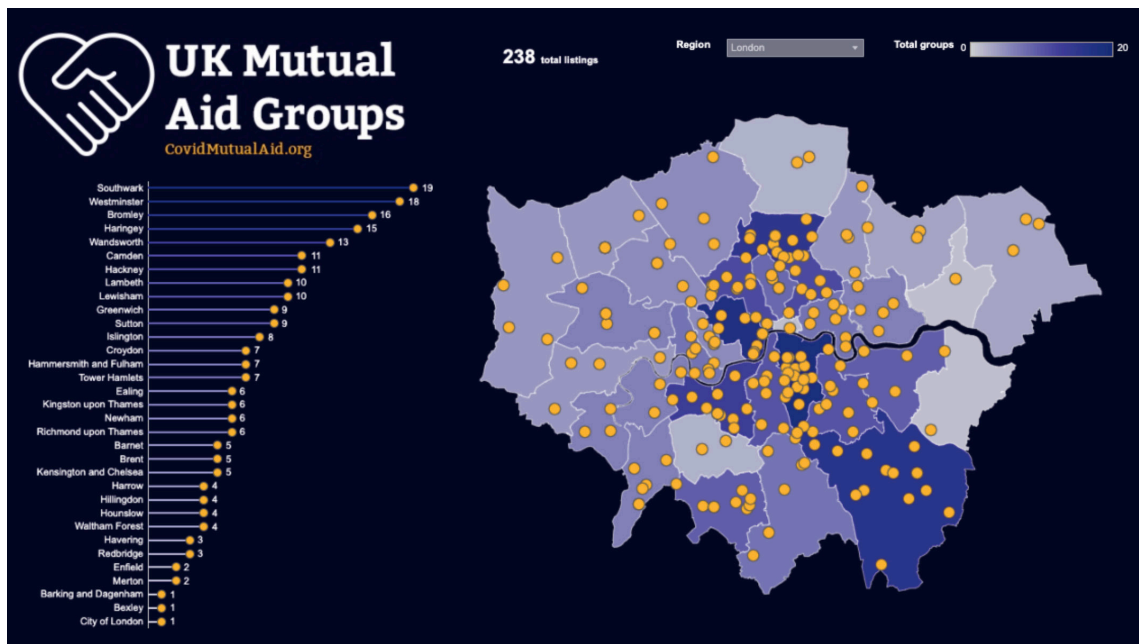 UK Mutual
Aid Groups
CovidMutualAid.org
238 total listings
Region London
Total groups 0 20
Southwark 19
Westminster 18
Bromley 16
Haringey 15
Wandsworth 13
Camden 11
Hackney 11
Lambeth 10
Lewisham 10
Greenwich 9
Sutton 9
Islington 8
Croydon 7
Hammersmith and Fulham 7
Tower Hamlets 7
Ealing 6
Kingston upon Thames 6
Newham 6
Richmond upon Thames 6
Barnet 5
Brent 5
Kensington and Chelsea 5
Harrow 4
Hillingdon 4
Hounslow 4
Waltham Forest 4
Havering 3
Redbridge 3
Enfield 2
Merton 2
Barking and Dagenham 1
Bexley 1
City of London 1